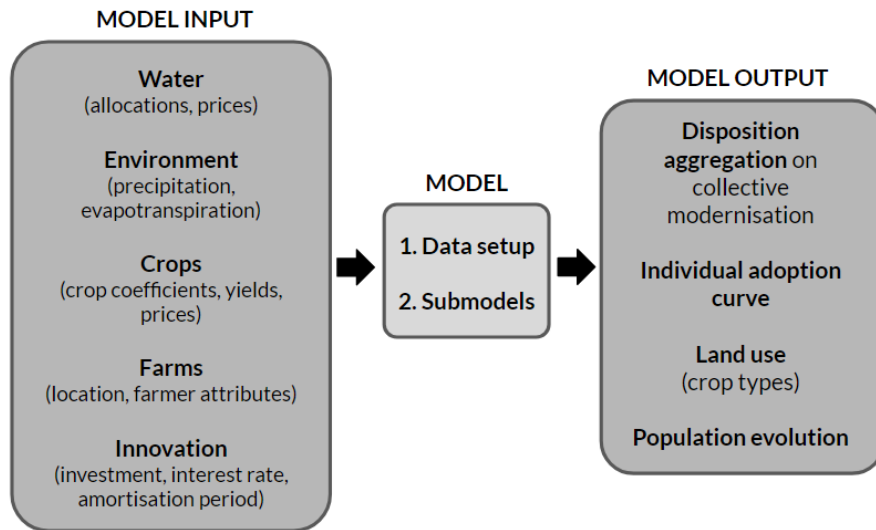 MODEL INPUT
Water
(allocations, prices)
Environment
(precipitation,
evapotranspiration)
Crops
(crop coefficients, yields,
prices)
Farms
(location, farmer attributes)
Innovation
(investment, interest rate,
amortisation period)
MODEL
1. Data setup
2. Submodels
MODEL OUTPUT
Disposition
aggregation on
collective
modernisation
Individual adoption
curve
Land use
(crop types)
Population evolution